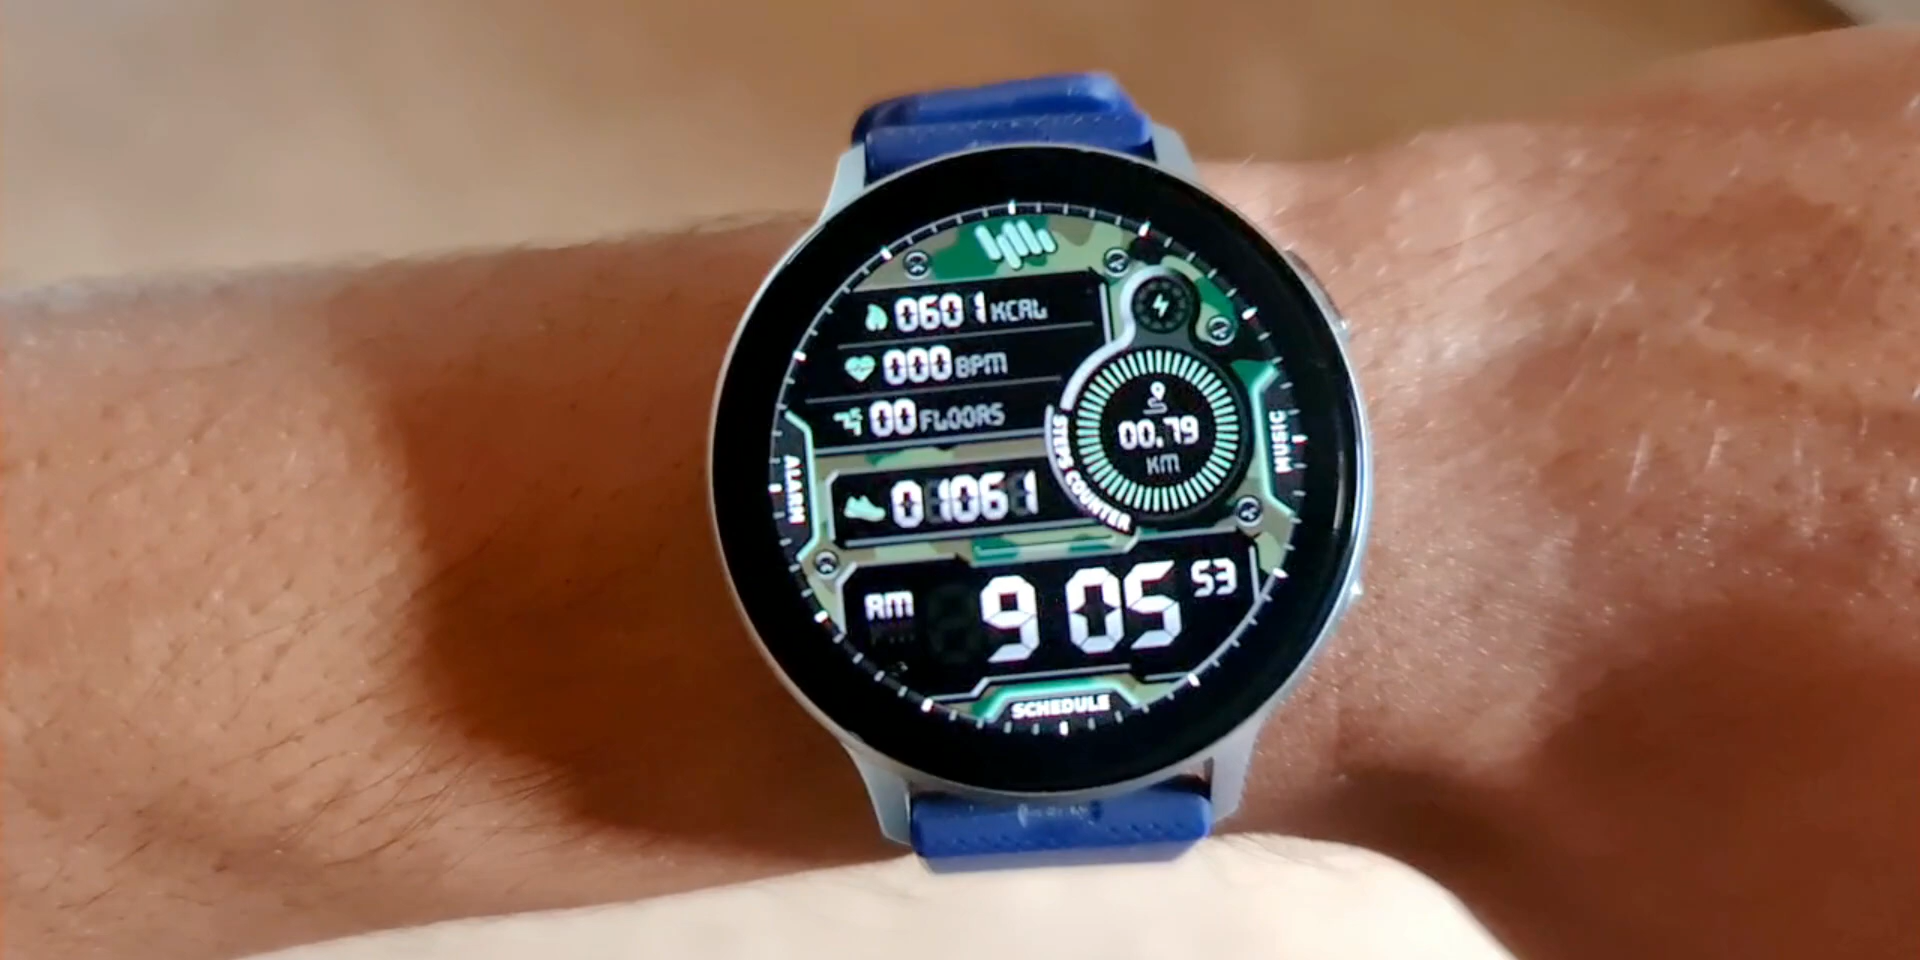 0601 KCAL
000 BPM
00 FLOORS
00.79
KM
STEPS COUNTER
01061
ALARM
MUSIC
AM 9 05 53
SCHEDULE